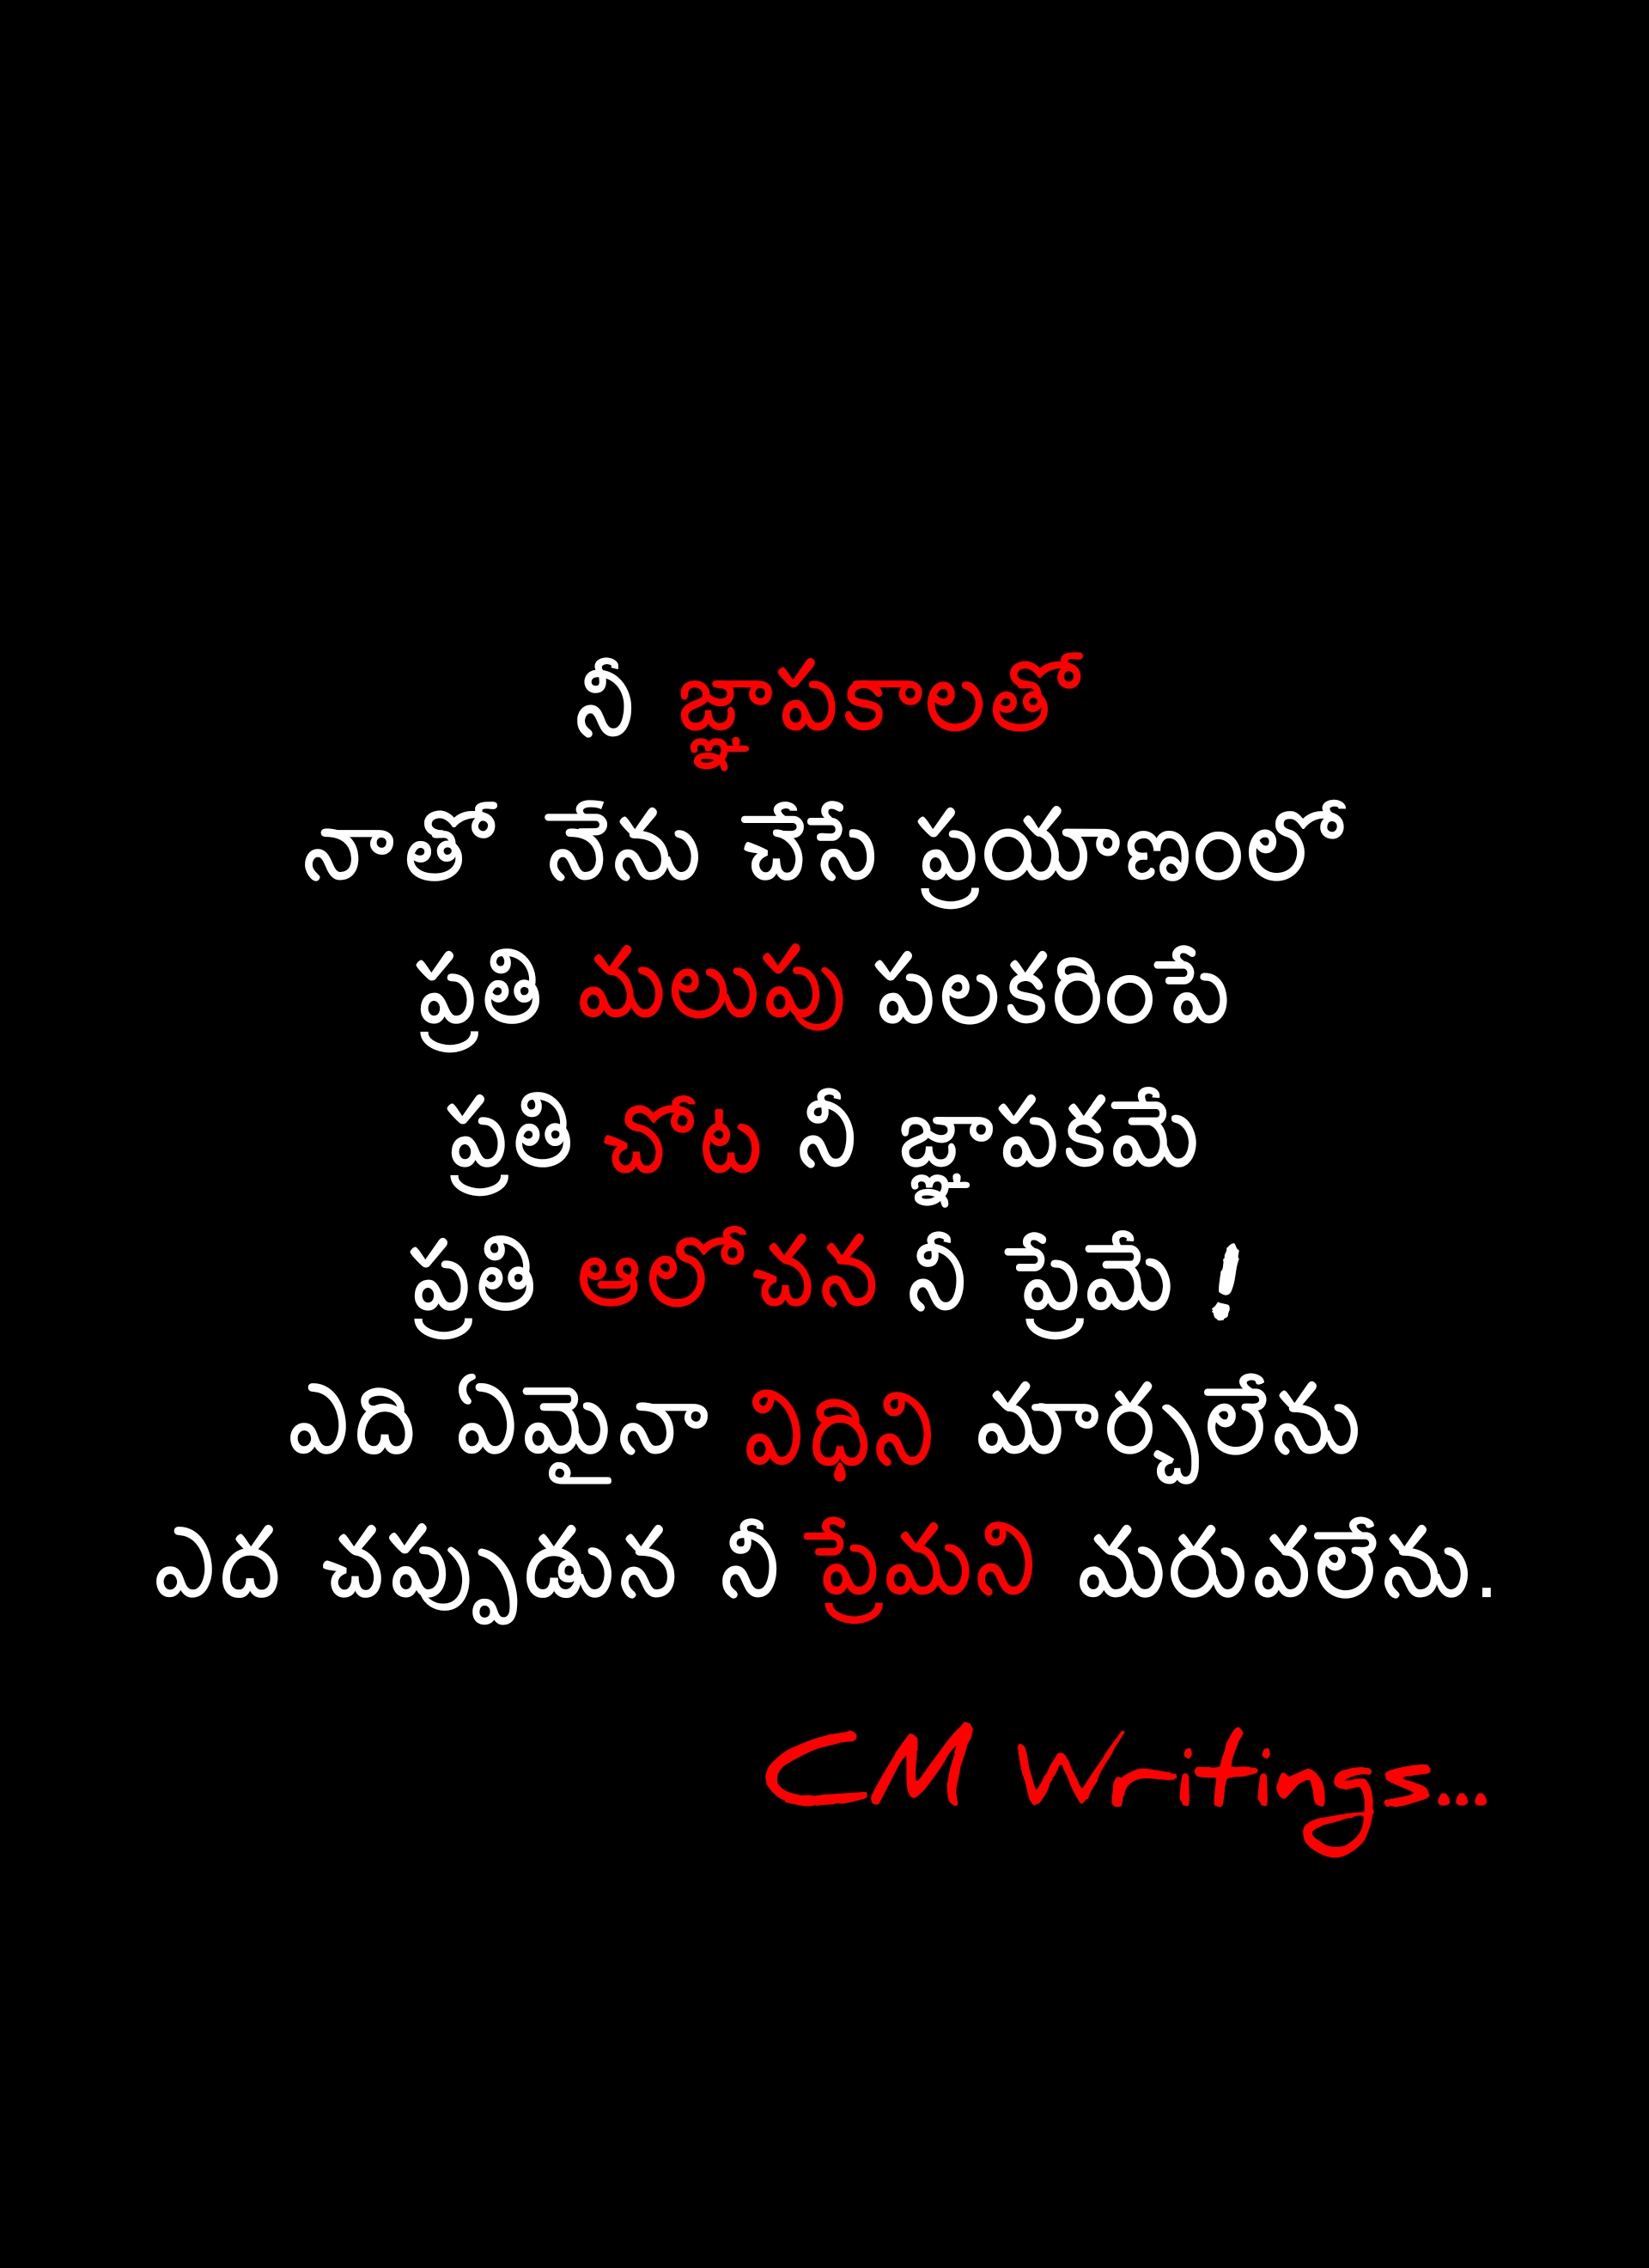 నీ జ్ఞాపకాలతో
నాతో నేను చేసే ప్రయాణంలో
ప్రతి మలుపు పలకరింపే
ప్రతి చోట నీ జ్ఞాపకమే
ప్రతి ఆలోచన నీ ప్రేమే !
ఎది ఏమైనా విధిని మార్చలేను
ఎద చప్పుడున నీ ప్రేమని మరువలేను.
CM Writings...